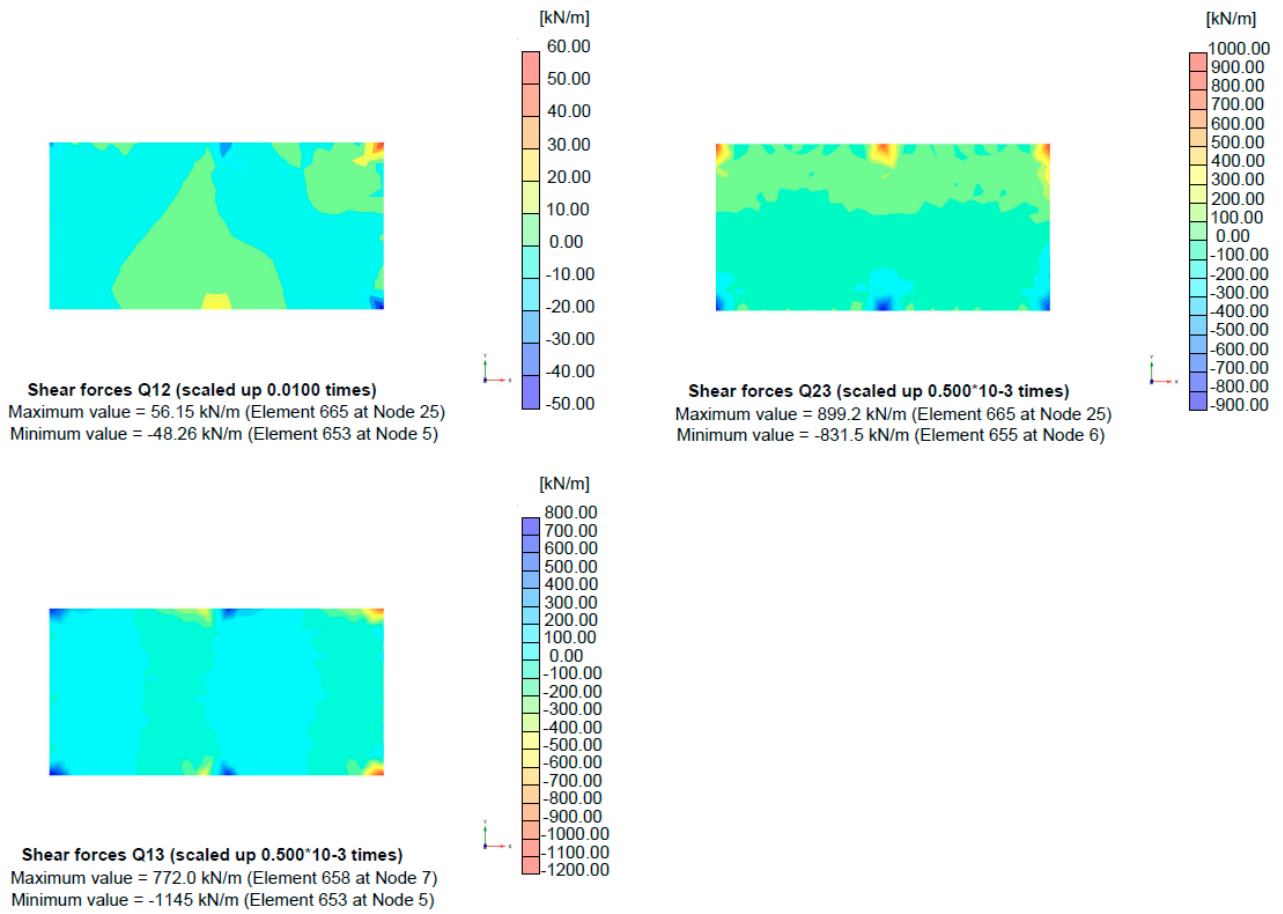 [kN/m]
60.00
50.00
40.00
30.00
20.00
10.00
0.00
-10.00
-20.00
-30.00
-40.00
-50.00
Y
X
Shear forces Q12 (scaled up 0.0100 times)
Maximum value = 56.15 kN/m (Element 665 at Node 25)
Minimum value = -48.26 kN/m (Element 653 at Node 5)
[kN/m]
1000.00
900.00
800.00
700.00
600.00
500.00
400.00
300.00
200.00
100.00
0.00
-100.00
-200.00
-300.00
-400.00
-500.00
-600.00
-700.00
-800.00
-900.00
Y
X
Shear forces Q23 (scaled up 0.500*10-3 times)
Maximum value = 899.2 kN/m (Element 665 at Node 25)
Minimum value = -831.5 kN/m (Element 655 at Node 6)
[kN/m]
800.00
700.00
600.00
500.00
400.00
300.00
200.00
100.00
0.00
-100.00
-200.00
-300.00
-400.00
-500.00
-600.00
-700.00
-800.00
-900.00
-1000.00
-1100.00
-1200.00
Y
X
Shear forces Q13 (scaled up 0.500*10-3 times)
Maximum value = 772.0 kN/m (Element 658 at Node 7)
Minimum value = -1145 kN/m (Element 653 at Node 5)